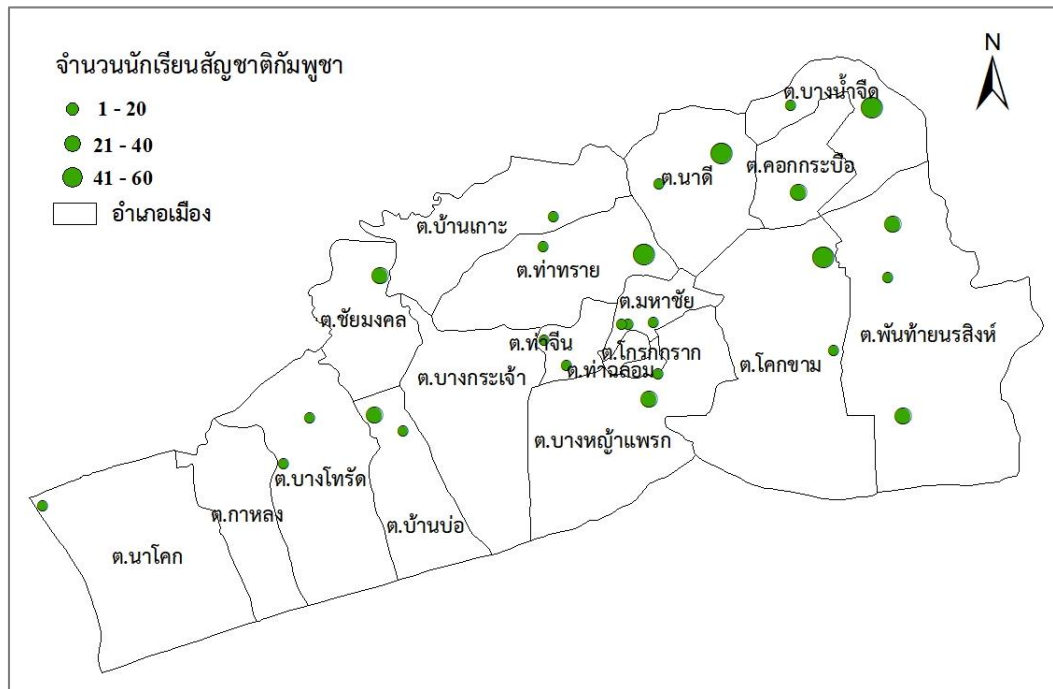 จำนวนนักเรียนสัญชาติกัมพูชา
1 - 20
21 - 40
41 - 60
อำเภอเมือง
N
ต.บางน้ำจืด
ต.คอกกระบือ
ต.นาดี
ต.บ้านเกาะ
ต.ท่าทราย
ต.มหาชัย
ต.ชัยมงคล
ต.ท่าจีน
ต.โกรกกราก
ต.พันท้ายนรสิงห์
ต.บางกระเจ้า
ต.ท่าฉลอม
ต.โคกขาม
ต.บางหญ้าแพรก
ต.บางโทรัด
ต.กาหลง
ต.บ้านบ่อ
ต.นาโคก